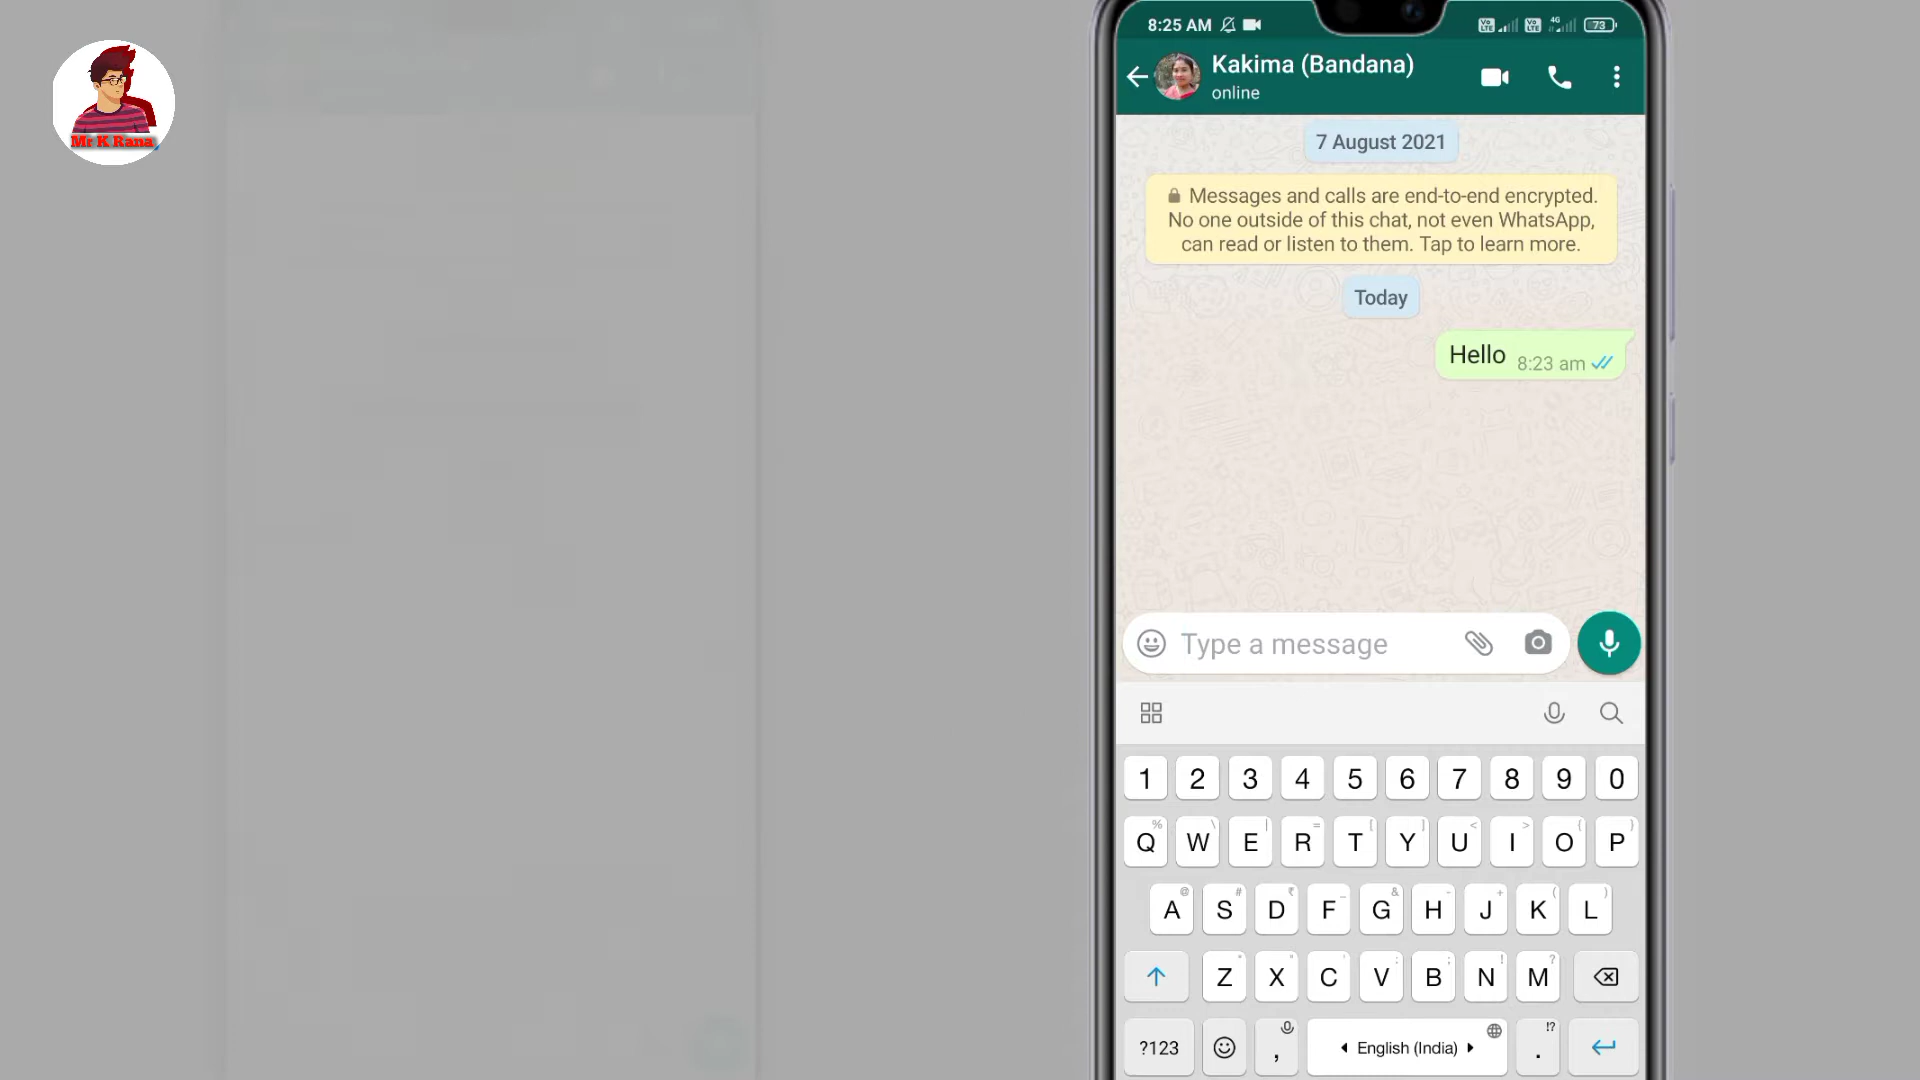 Mr K Rana
8:25 AM
4G
73
Kakima (Bandana)
online
7 August 2021
Messages and calls are end-to-end encrypted.
No one outside of this chat, not even WhatsApp,
can read or listen to them. Tap to learn more.
Today
Hello 8:23 am
Type a message
1 2 3 4 5 6 7 8 9 0
% \ | = [ ] < > { }
Q W E R T Y U I O P
@ # ₹ _ & - + ( )
A S D F G H J K L
Z X C V B N M
?123 , English (India) . !?